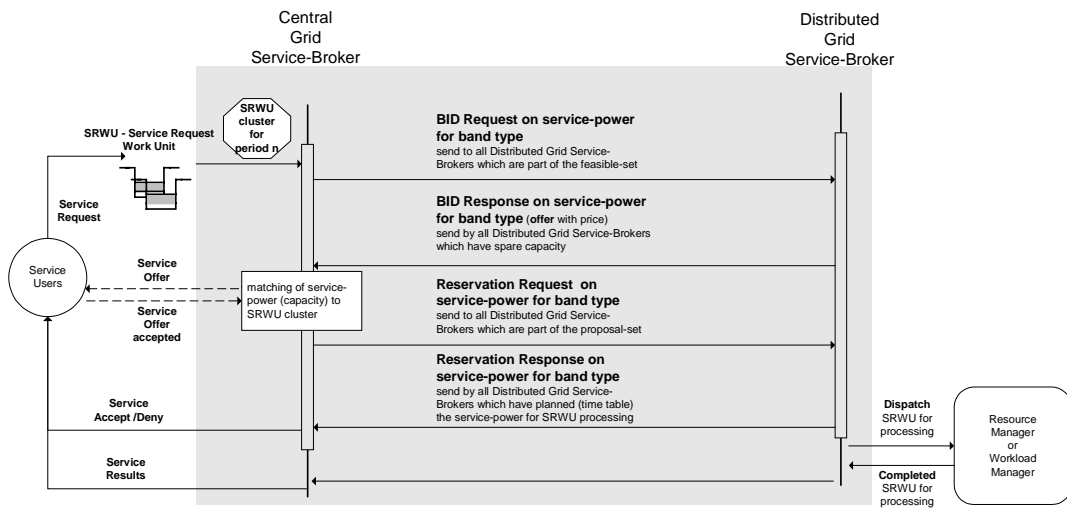 Central
Grid
Service-Broker
Distributed
Grid
Service-Broker
SRWU
cluster
for
period n
SRWU - Service Request
Work Unit
Service
Request
Service
Users
BID Request on service-power
for band type
send to all Distributed Grid Service-
Brokers which are part of the feasible-set
BID Response on service-power
for band type (offer with price)
send by all Distributed Grid Service-Brokers
which have spare capacity
Service
Offer
Service
Offer
accepted
matching of service-
power (capacity) to
SRWU cluster
Reservation Request on
service-power for band type
send to all Distributed Grid Service-
Brokers which are part of the proposal-set
Reservation Response on
service-power for band type
send by all Distributed Grid Service-
Brokers which have planned (time table)
the service-power for SRWU processing
Service
Accept /Deny
Service
Results
Dispatch
SRWU for
processing
Completed
SRWU for
processing
Resource
Manager
or
Workload
Manager